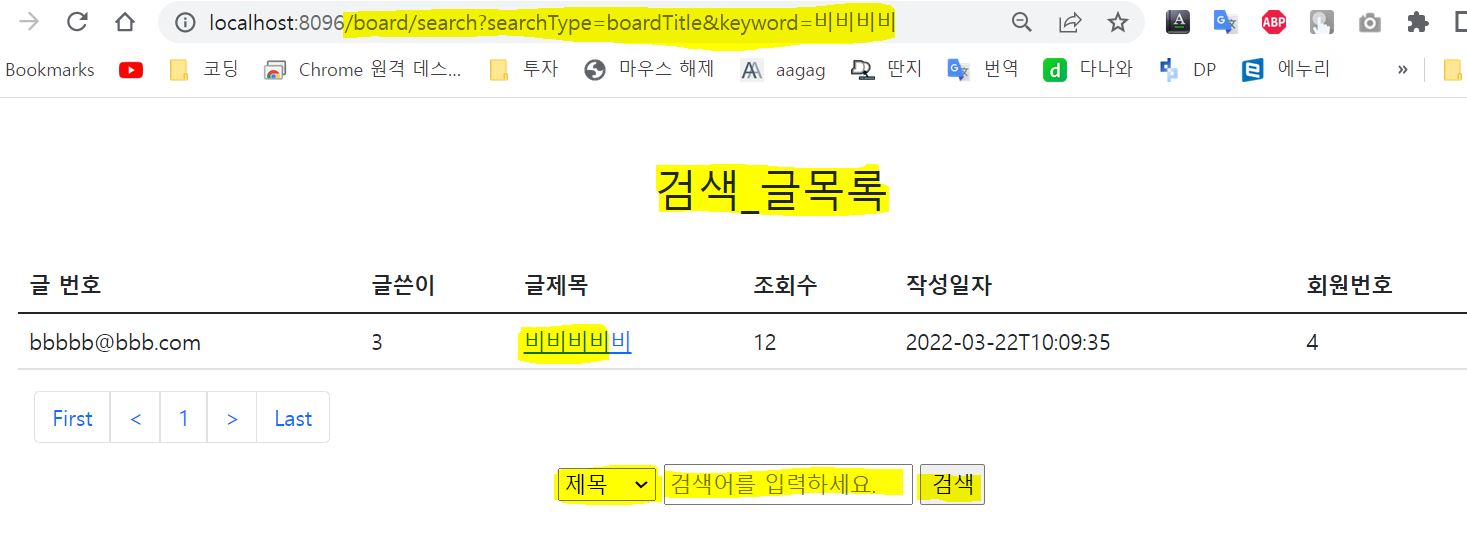 localhost:8096/board/search?searchType=boardTitle&keyword=비비비비
ABP
Bookmarks 코딩 Chrome 원격 데스... 투자 마우스 해제 aagag 딴지 번역 다나와 DP 에누리 »
검색_글목록
글 번호 글쓴이 글제목 조회수 작성일자 회원번호
bbbbb@bbb.com 3 비비비비비 12 2022-03-22T10:09:35 4
First < 1 > Last
제목 검색어를 입력하세요. 검색